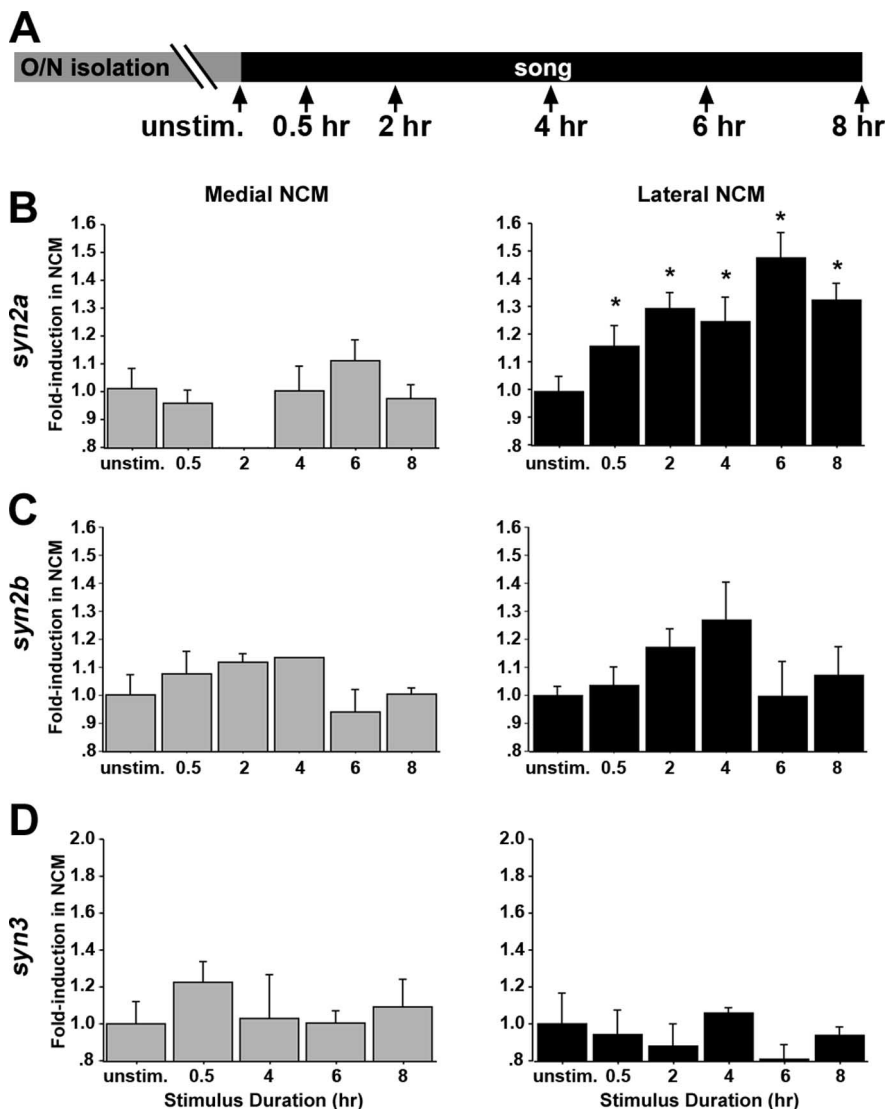 A
O/N isolation song
unstim. 0.5 hr 2 hr 4 hr 6 hr 8 hr
Medial NCM Lateral NCM
B
syn2a
Fold-induction in NCM
1.6 1.6
1.5 1.5
1.4 1.4
1.3 1.3
1.2 1.2
1.1 1.1
1.0 1.0
.9 .9
.8 .8
* * * * *
unstim. 0.5 2 4 6 8 unstim. 0.5 2 4 6 8
C
syn2b
Fold-induction in NCM
1.6 1.6
1.5 1.5
1.4 1.4
1.3 1.3
1.2 1.2
1.1 1.1
1.0 1.0
.9 .9
.8 .8
unstim. 0.5 2 4 6 8 unstim. 0.5 2 4 6 8
D
syn3
Fold-induction in NCM
2.0 2.0
1.8 1.8
1.6 1.6
1.4 1.4
1.2 1.2
1.0 1.0
.8 .8
unstim. 0.5 4 6 8 unstim. 0.5 2 4 6 8
Stimulus Duration (hr) Stimulus Duration (hr)